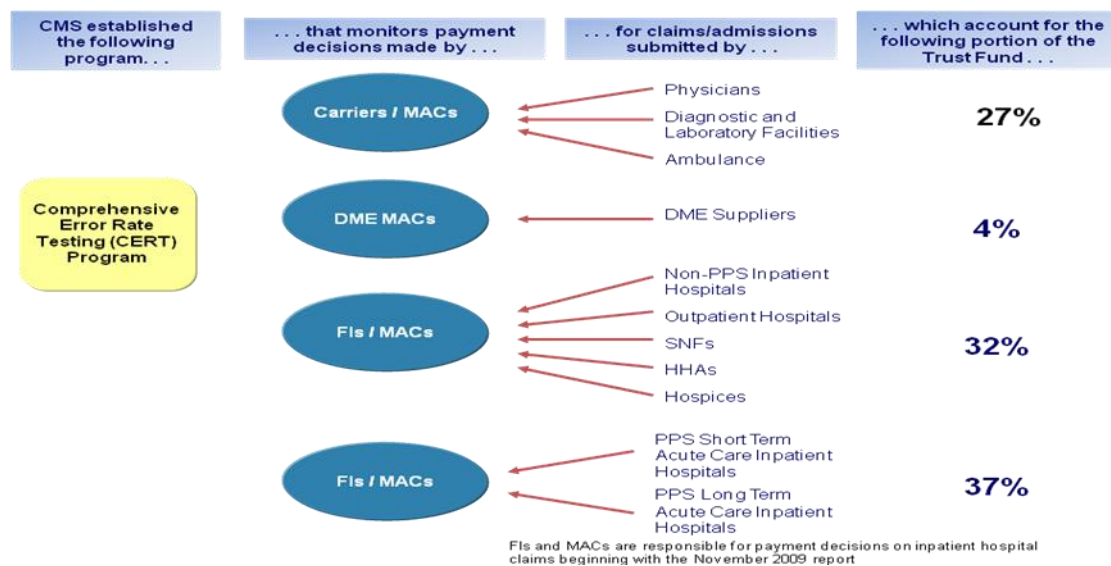 CMS established
the following
program. . .
. . . that monitors payment
decisions made by . . .
. . . for claims/admissions
submitted by . . .
. . . which account for the
following portion of the
Trust Fund . . .
Comprehensive
Error Rate
Testing (CERT)
Program
Carriers / MACs
Physicians
Diagnostic and
Laboratory Facilities
Ambulance
27%
DME MACs
DME Suppliers
4%
FIs / MACs
Non-PPS Inpatient
Hospitals
Outpatient Hospitals
SNFs
HHAs
Hospices
32%
FIs / MACs
PPS Short Term
Acute Care Inpatient
Hospitals
PPS Long Term
Acute Care Inpatient
Hospitals
37%
FIs and MACs are responsible for payment decisions on inpatient hospital
claims beginning with the November 2009 report